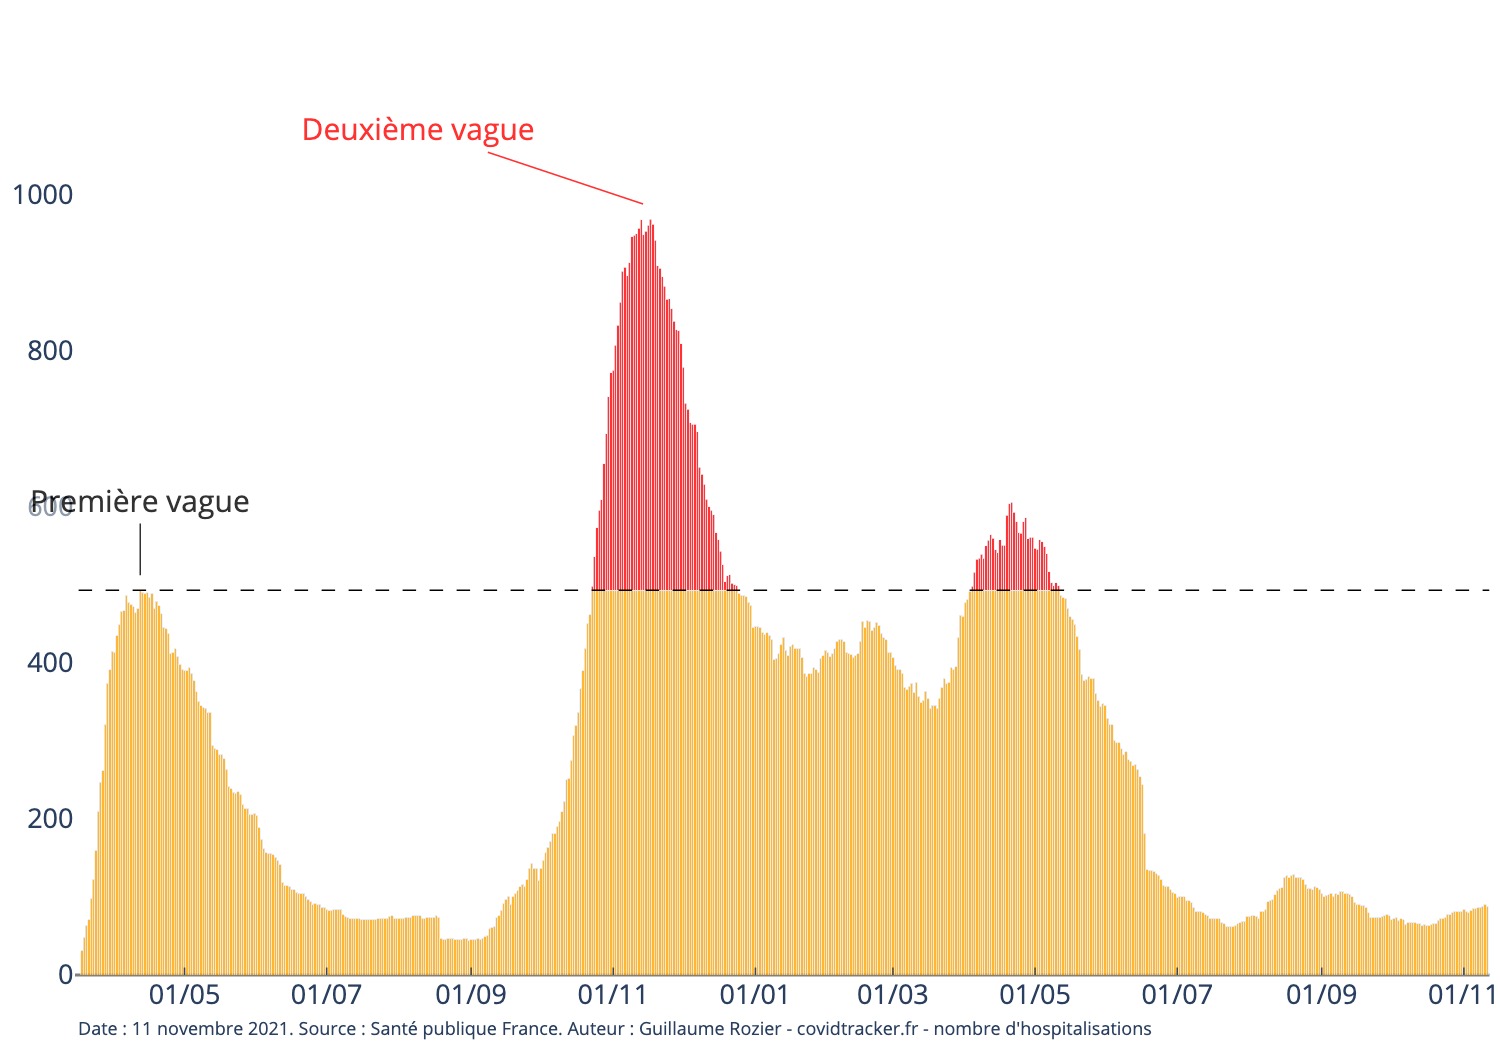 Deuxième vague
1000
800
Première vague
600
400
200
0
01/05 01/07 01/09 01/11 01/01 01/03 01/05 01/07 01/09 01/11
Date : 11 novembre 2021. Source : Santé publique France. Auteur : Guillaume Rozier - covidtracker.fr - nombre d'hospitalisations